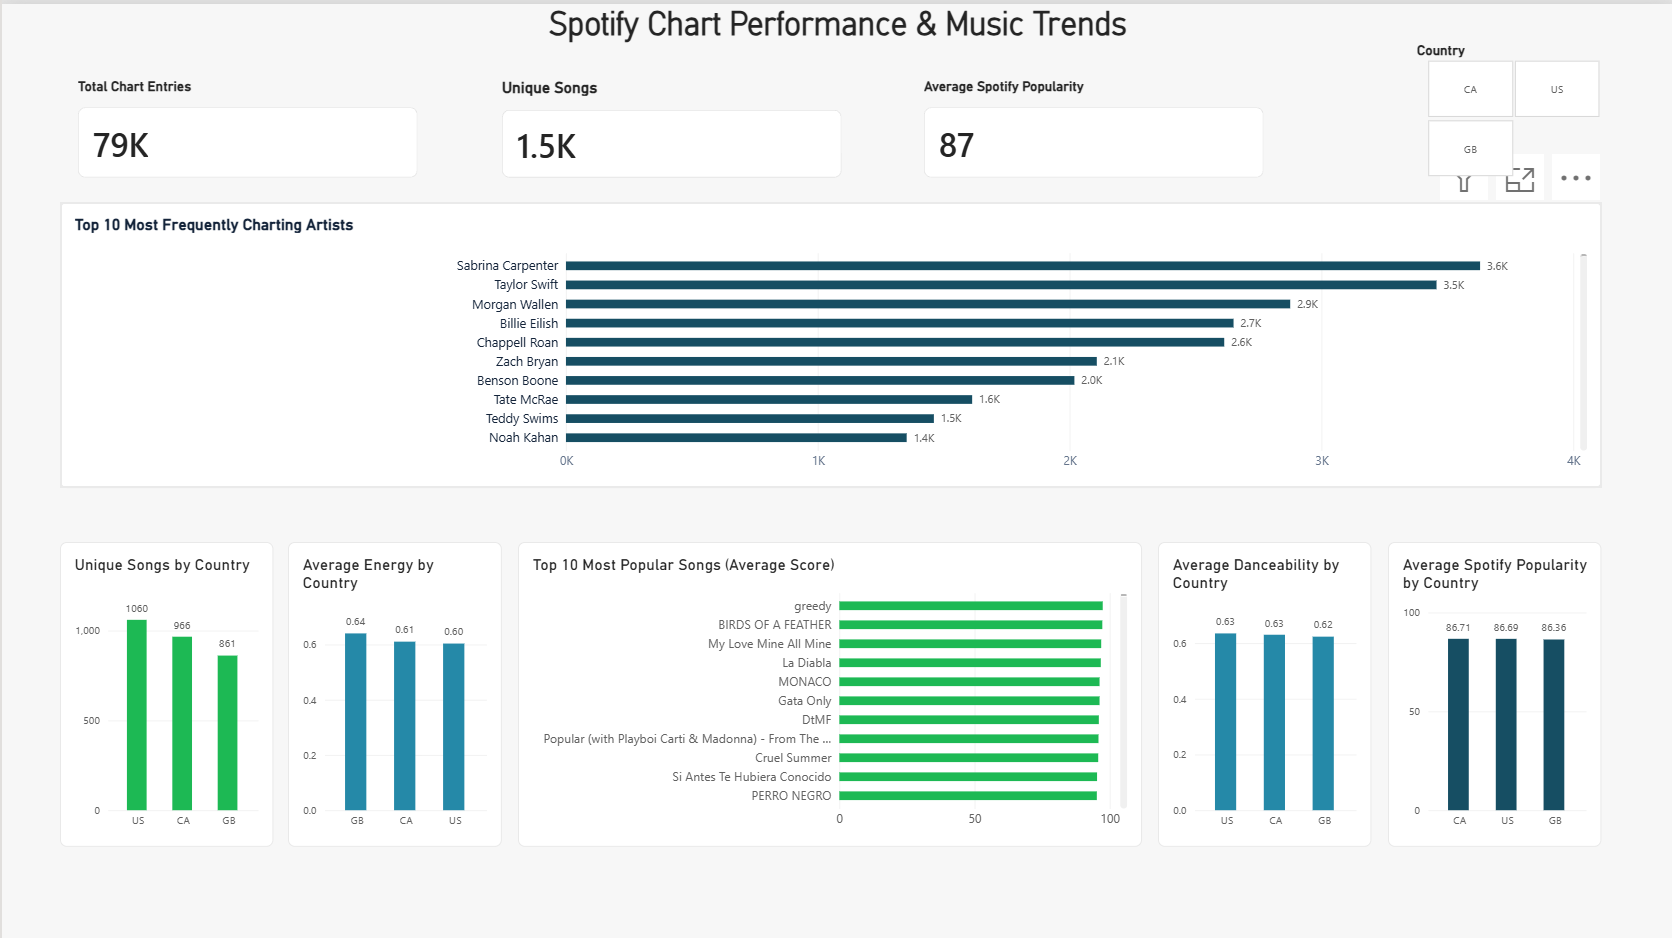 Spotify Chart Performance & Music Trends
Country
CA
US
GB
Total Chart Entries
79K
Unique Songs
1.5K
Average Spotify Popularity
87
Top 10 Most Frequently Charting Artists
Sabrina Carpenter 3.6K
Taylor Swift 3.5K
Morgan Wallen 2.9K
Billie Eilish 2.7K
Chappell Roan 2.6K
Zach Bryan 2.1K
Benson Boone 2.0K
Tate McRae 1.6K
Teddy Swims 1.5K
Noah Kahan 1.4K
0K 1K 2K 3K 4K
Unique Songs by Country
1060
966
861
1,000
500
0
US CA GB
Average Energy by
Country
0.64
0.61
0.60
0.6
0.4
0.2
0.0
GB CA US
Top 10 Most Popular Songs (Average Score)
greedy
BIRDS OF A FEATHER
My Love Mine All Mine
La Diabla
MONACO
Gata Only
DtMF
Popular (with Playboi Carti & Madonna) - From The ...
Cruel Summer
Si Antes Te Hubiera Conocido
PERRO NEGRO
0 50 100
Average Danceability by
Country
0.63
0.63
0.62
0.6
0.4
0.2
0.0
US CA GB
Average Spotify Popularity
by Country
100
86.71
86.69
86.36
50
0
CA US GB